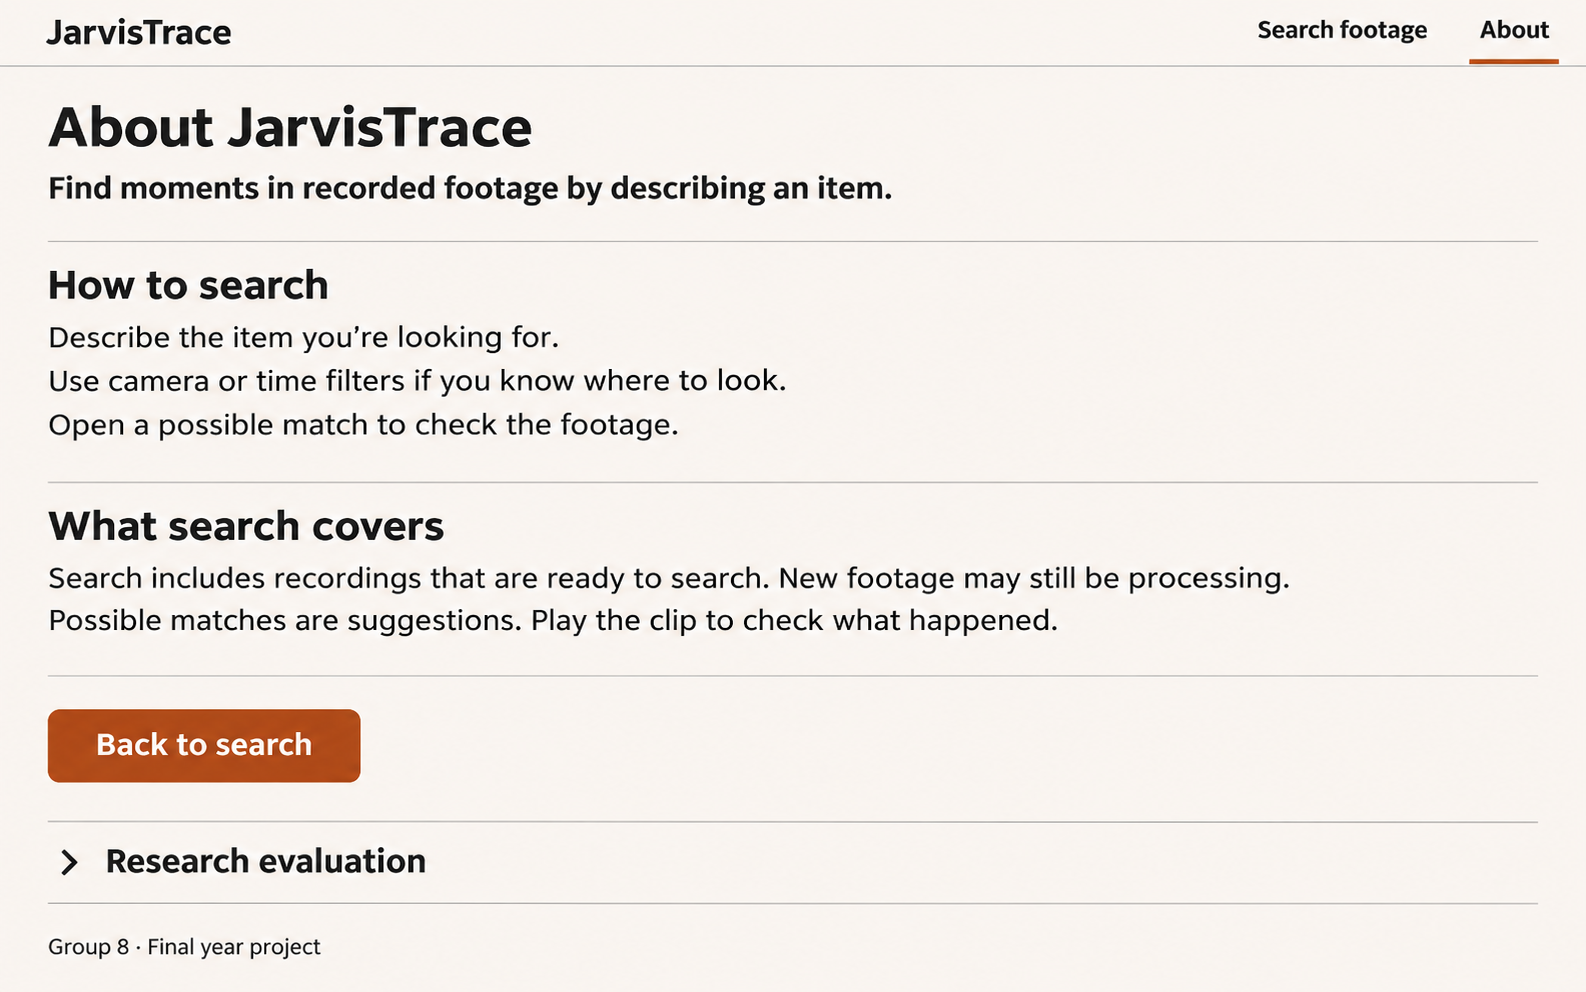 JarvisTrace
Search footage
About
About JarvisTrace
Find moments in recorded footage by describing an item.
How to search
Describe the item you’re looking for.
Use camera or time filters if you know where to look.
Open a possible match to check the footage.
What search covers
Search includes recordings that are ready to search. New footage may still be processing.
Possible matches are suggestions. Play the clip to check what happened.
Back to search
Research evaluation
Group 8 · Final year project